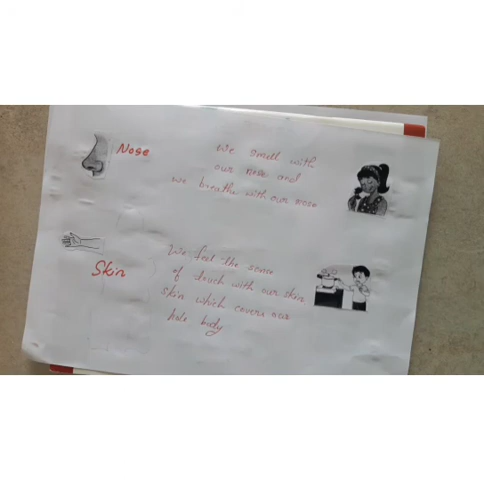 Nose
We smell with
our nose and
we breathe with our nose
Skin
We feel the sense
of touch with our skin
skin which covers our
hole body